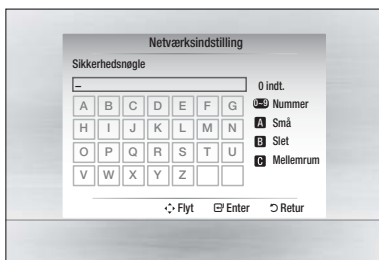 Netværksindstilling
Sikkerhedsnøgle
_ 0 indt.
A B C D E F G 0~9 Nummer
H I J K L M N A Små
O P Q R S T U B Slet
V W X Y Z C Mellemrum
Flyt Enter Retur